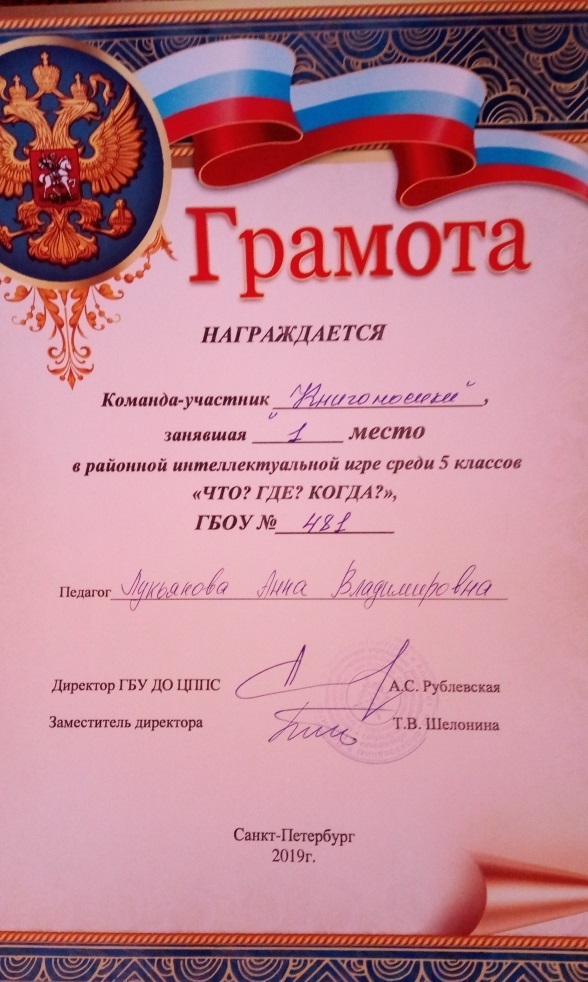 Грамота
НАГРАЖДАЕТСЯ
Команда-участник "Книгоносики",
занявшая 1 место
в районной интеллектуальной игре среди 5 классов
«ЧТО? ГДЕ? КОГДА?»,
ГБОУ № 481
Педагог Лукьянова Анна Владимировна
Директор ГБУ ДО ЦППС А.С. Рублевская
Заместитель директора Т.В. Шелонина
Санкт-Петербург
2019г.